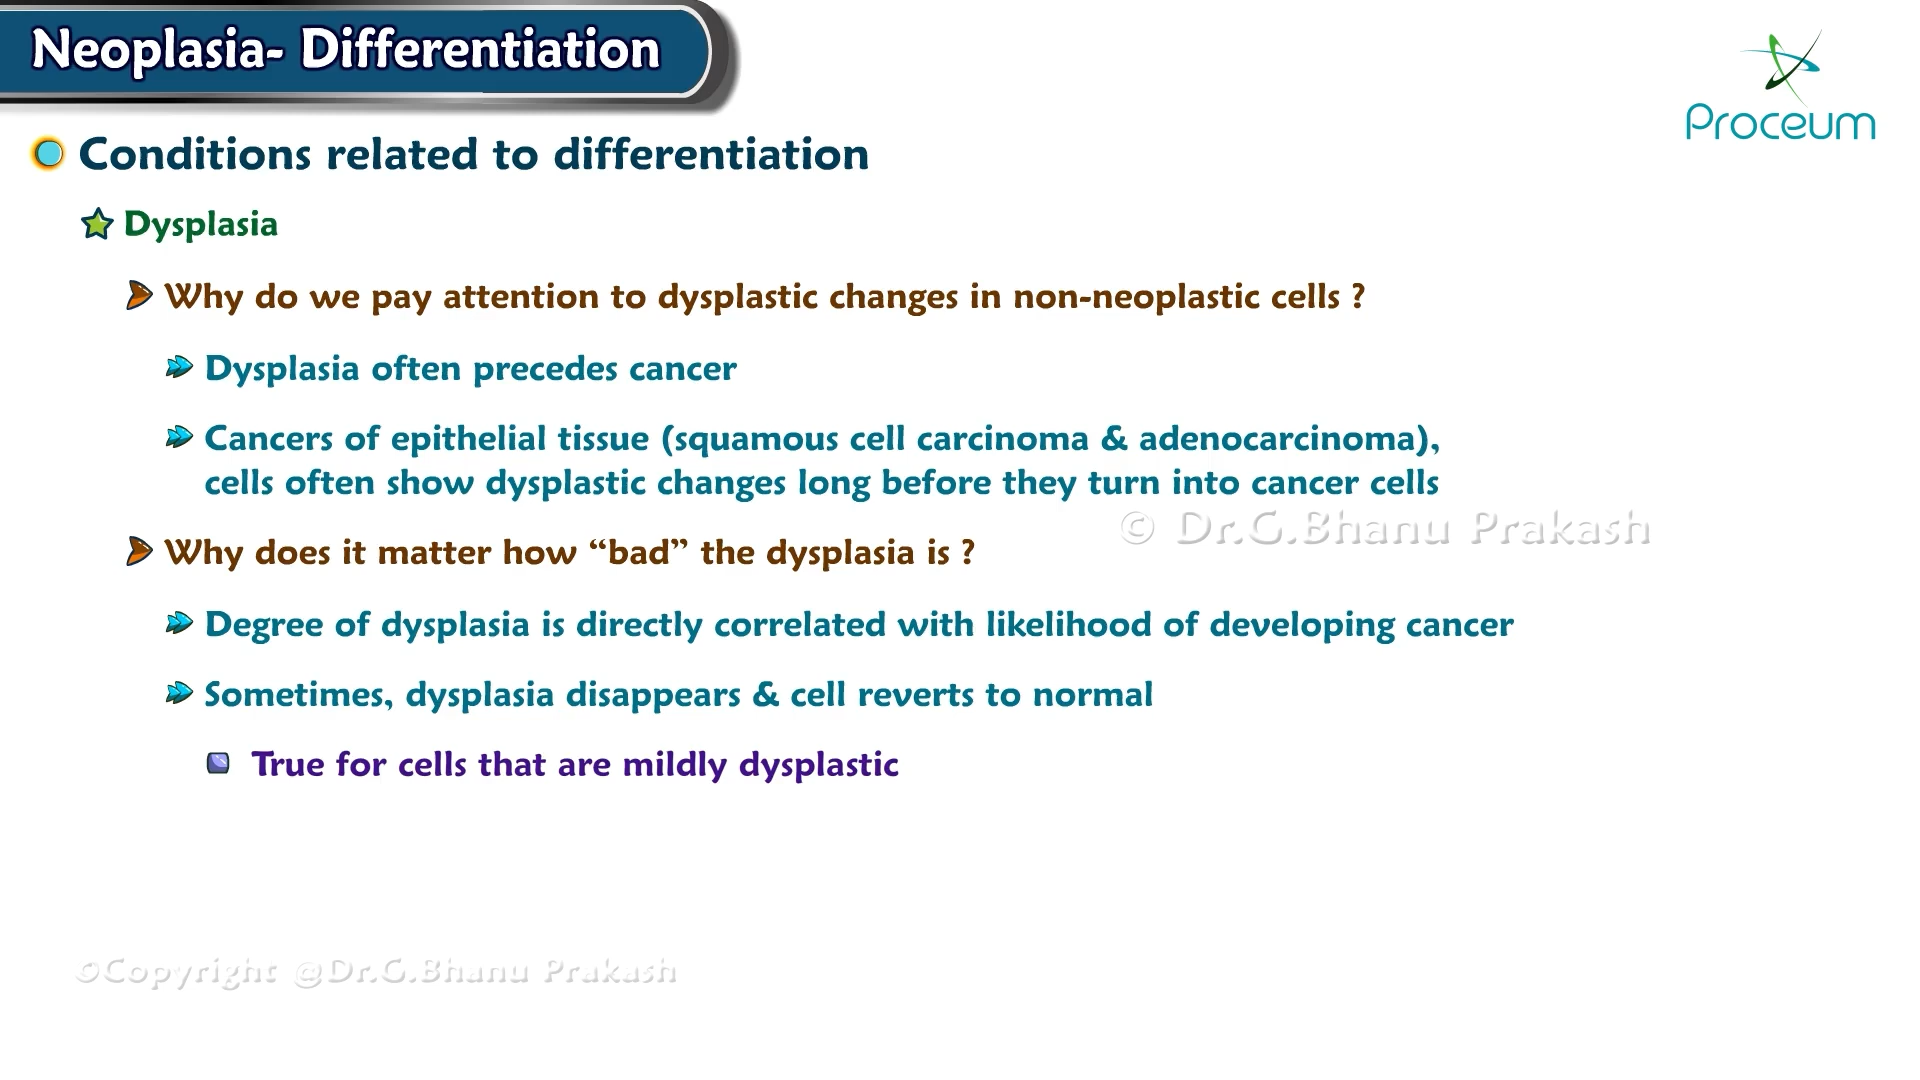 Neoplasia- Differentiation
Proceum
Conditions related to differentiation
Dysplasia
Why do we pay attention to dysplastic changes in non-neoplastic cells ?
Dysplasia often precedes cancer
Cancers of epithelial tissue (squamous cell carcinoma & adenocarcinoma),
cells often show dysplastic changes long before they turn into cancer cells
© Dr.G.Bhanu Prakash
Why does it matter how “bad” the dysplasia is ?
Degree of dysplasia is directly correlated with likelihood of developing cancer
Sometimes, dysplasia disappears & cell reverts to normal
True for cells that are mildly dysplastic
©Copyright @Dr.G.Bhanu Prakash